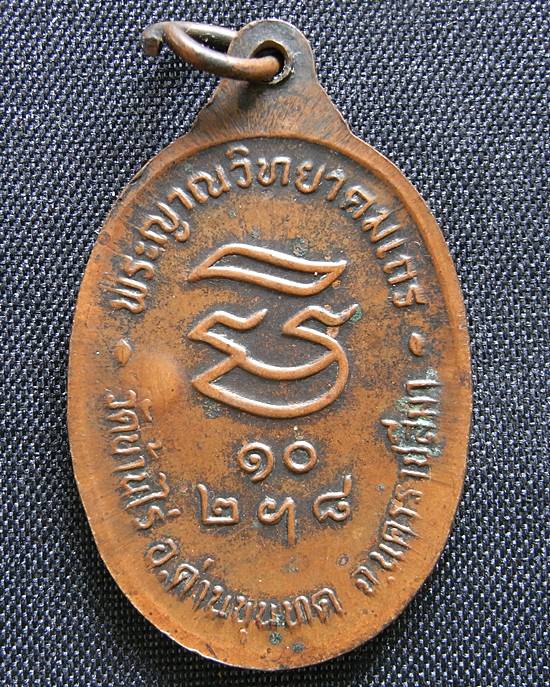 พระญาณวิทยาคมเถร
๑๐
๒๕๑๘
วัดบ้านไร่ อ.ด่านขุนทด จ.นครราชสีมา